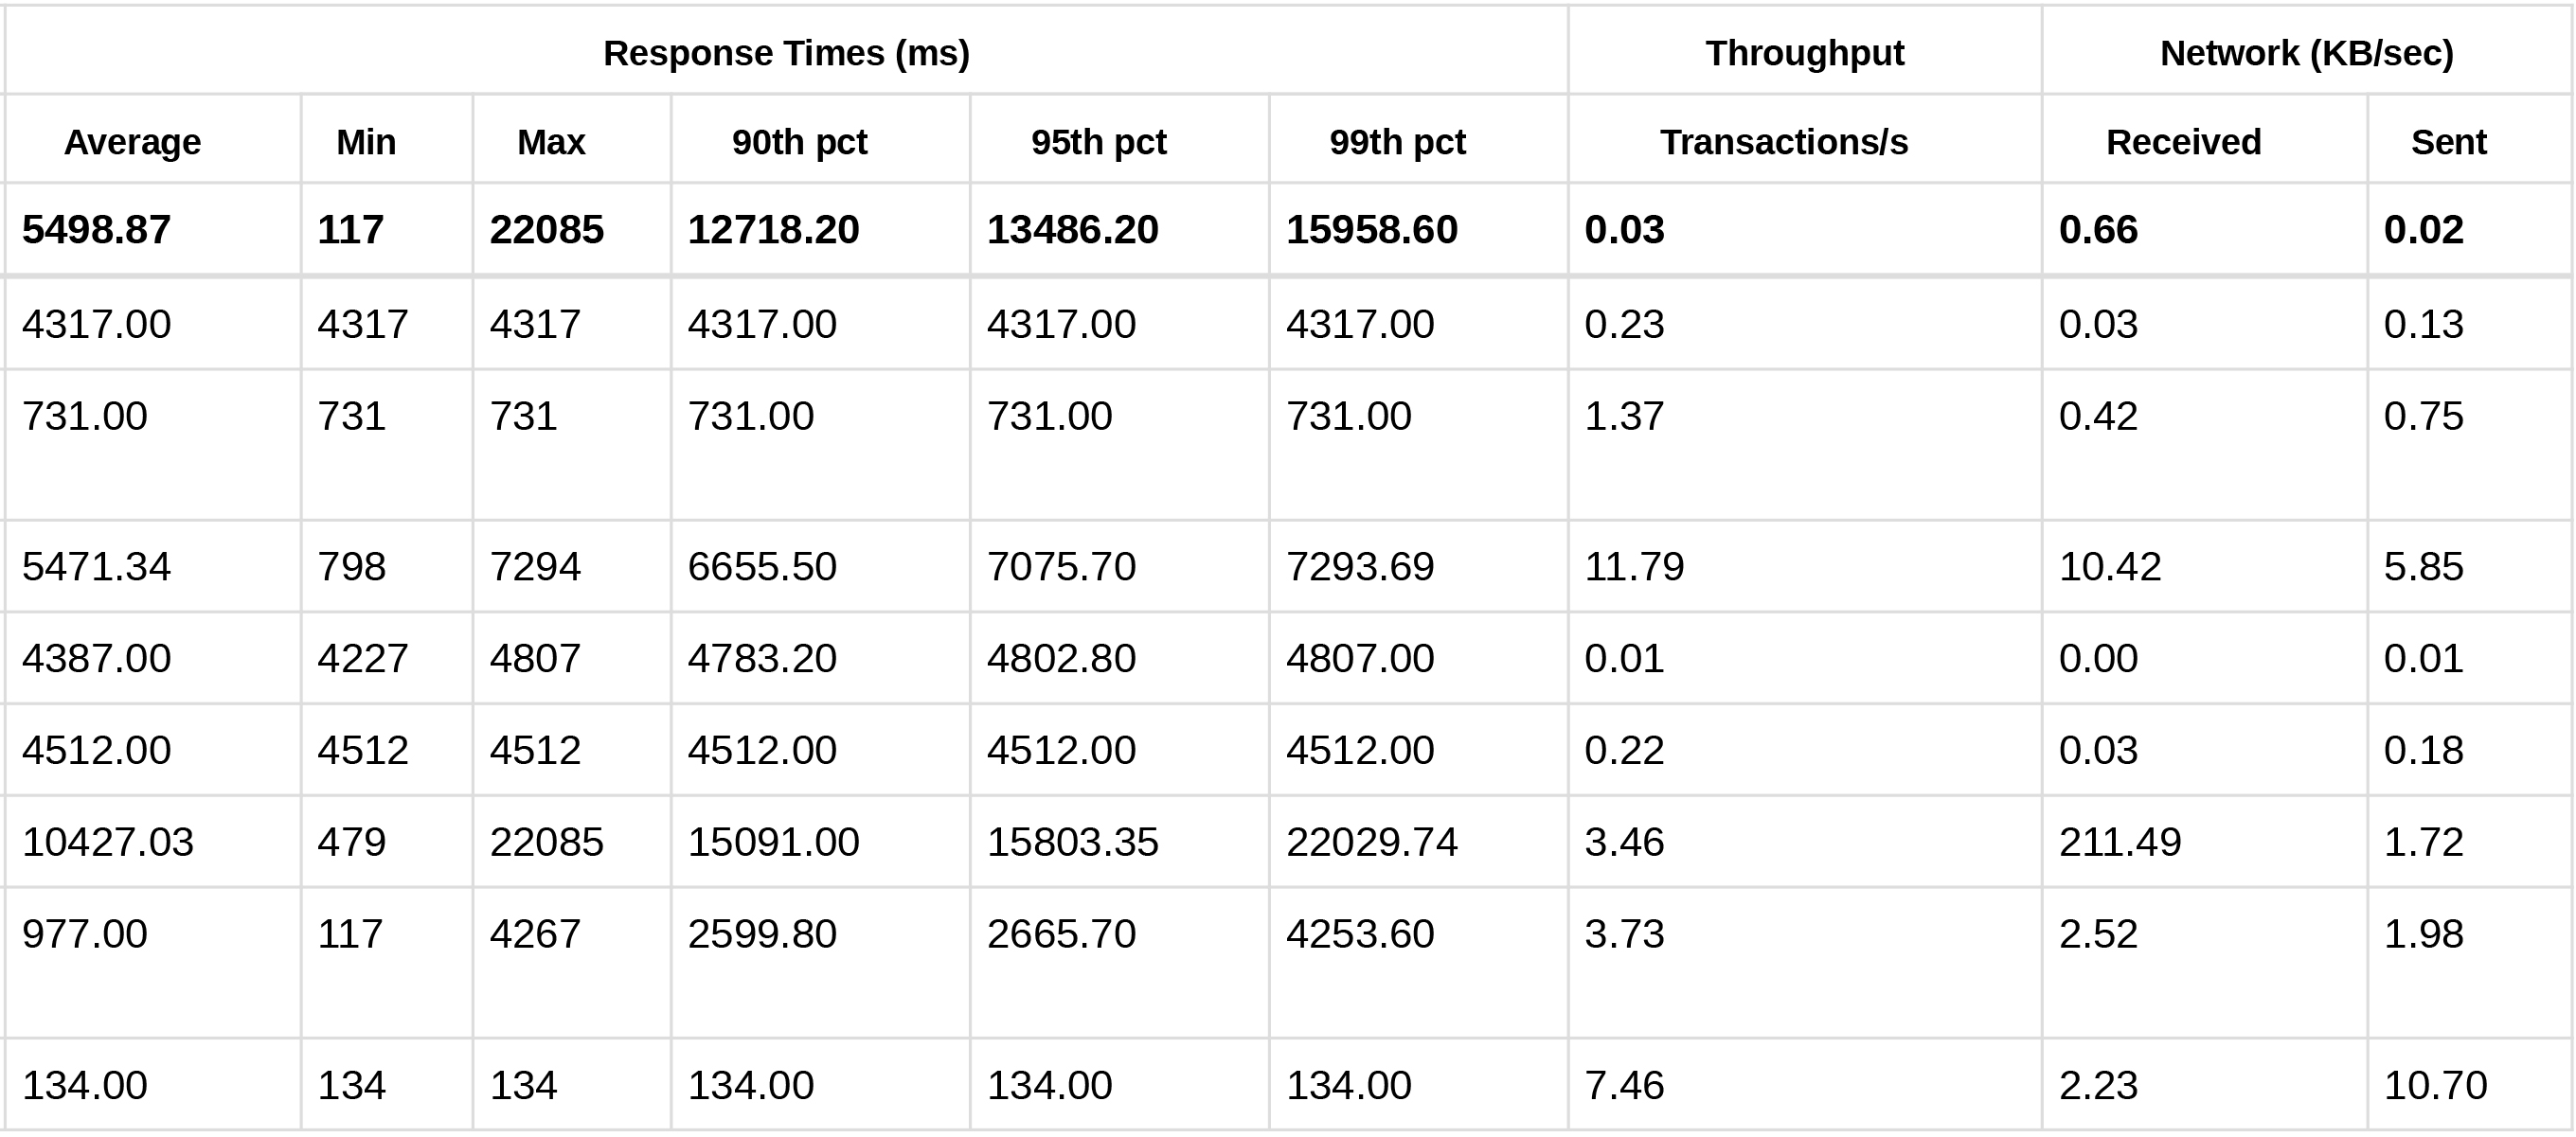 Response Times (ms) Throughput Network (KB/sec)
Average Min Max 90th pct 95th pct 99th pct Transactions/s Received Sent
5498.87 117 22085 12718.20 13486.20 15958.60 0.03 0.66 0.02
4317.00 4317 4317 4317.00 4317.00 4317.00 0.23 0.03 0.13
731.00 731 731 731.00 731.00 731.00 1.37 0.42 0.75
5471.34 798 7294 6655.50 7075.70 7293.69 11.79 10.42 5.85
4387.00 4227 4807 4783.20 4802.80 4807.00 0.01 0.00 0.01
4512.00 4512 4512 4512.00 4512.00 4512.00 0.22 0.03 0.18
10427.03 479 22085 15091.00 15803.35 22029.74 3.46 211.49 1.72
977.00 117 4267 2599.80 2665.70 4253.60 3.73 2.52 1.98
134.00 134 134 134.00 134.00 134.00 7.46 2.23 10.70